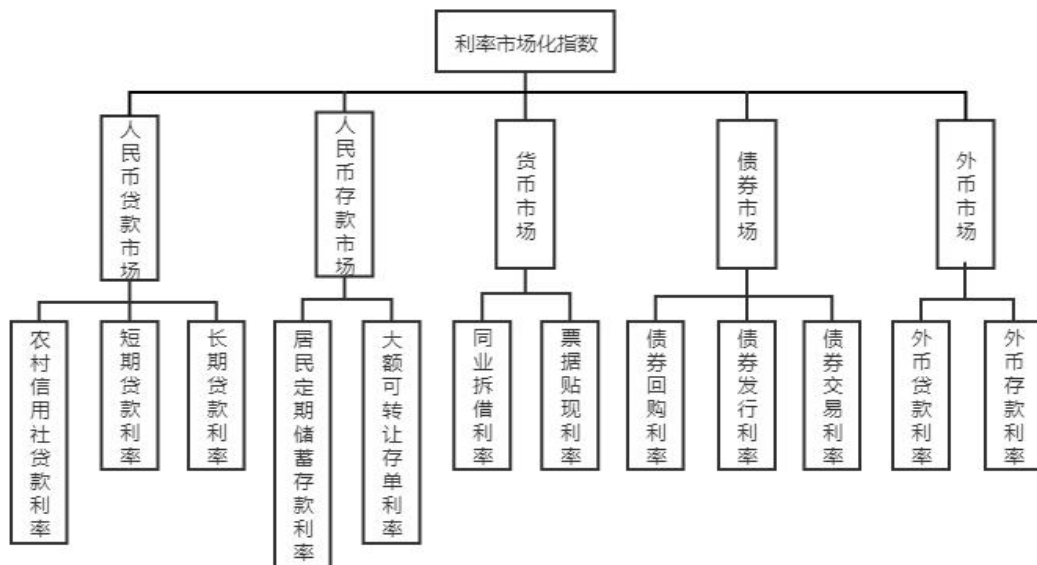 利率市场化指数
人民币贷款市场
人民币存款市场
货币市场
债券市场
外币市场
农村信用社贷款利率
短期贷款利率
长期贷款利率
居民定期储蓄存款利率
大额可转让存单利率
同业拆借利率
票据贴现利率
债券回购利率
债券发行利率
债券交易利率
外币贷款利率
外币存款利率